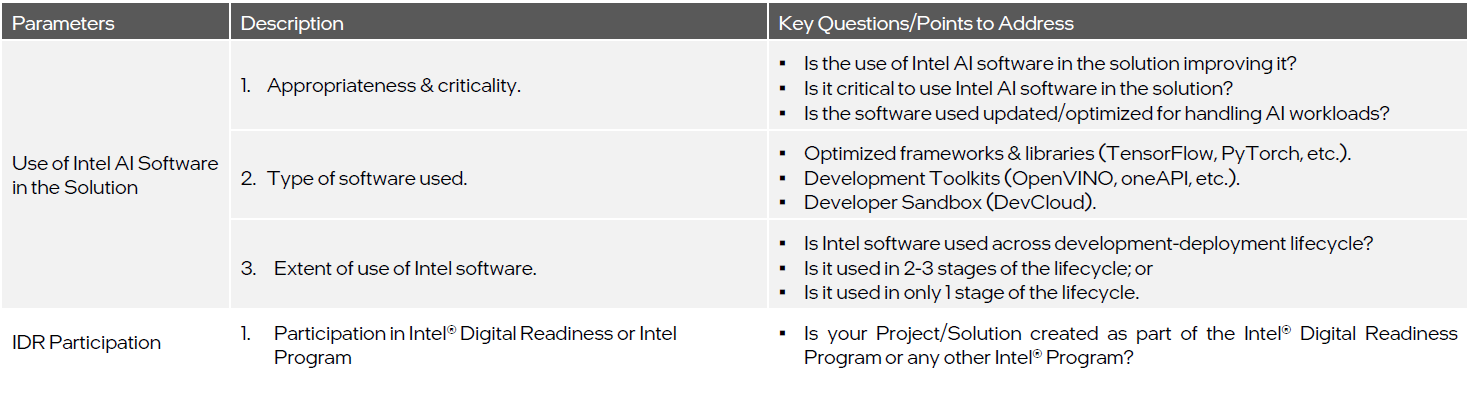 Parameters
Description
Key Questions/Points to Address
Use of Intel AI Software
in the Solution
1. Appropriateness & criticality.
▪ Is the use of Intel AI software in the solution improving it?
▪ Is it critical to use Intel AI software in the solution?
▪ Is the software used updated/optimized for handling AI workloads?
2. Type of software used.
▪ Optimized frameworks & libraries (TensorFlow, PyTorch, etc.).
▪ Development Toolkits (OpenVINO, oneAPI, etc.).
▪ Developer Sandbox (DevCloud).
3. Extent of use of Intel software.
▪ Is Intel software used across development-deployment lifecycle?
▪ Is it used in 2-3 stages of the lifecycle; or
▪ Is it used in only 1 stage of the lifecycle.
IDR Participation
1. Participation in Intel® Digital Readiness or Intel
Program
▪ Is your Project/Solution created as part of the Intel® Digital Readiness
Program or any other Intel® Program?